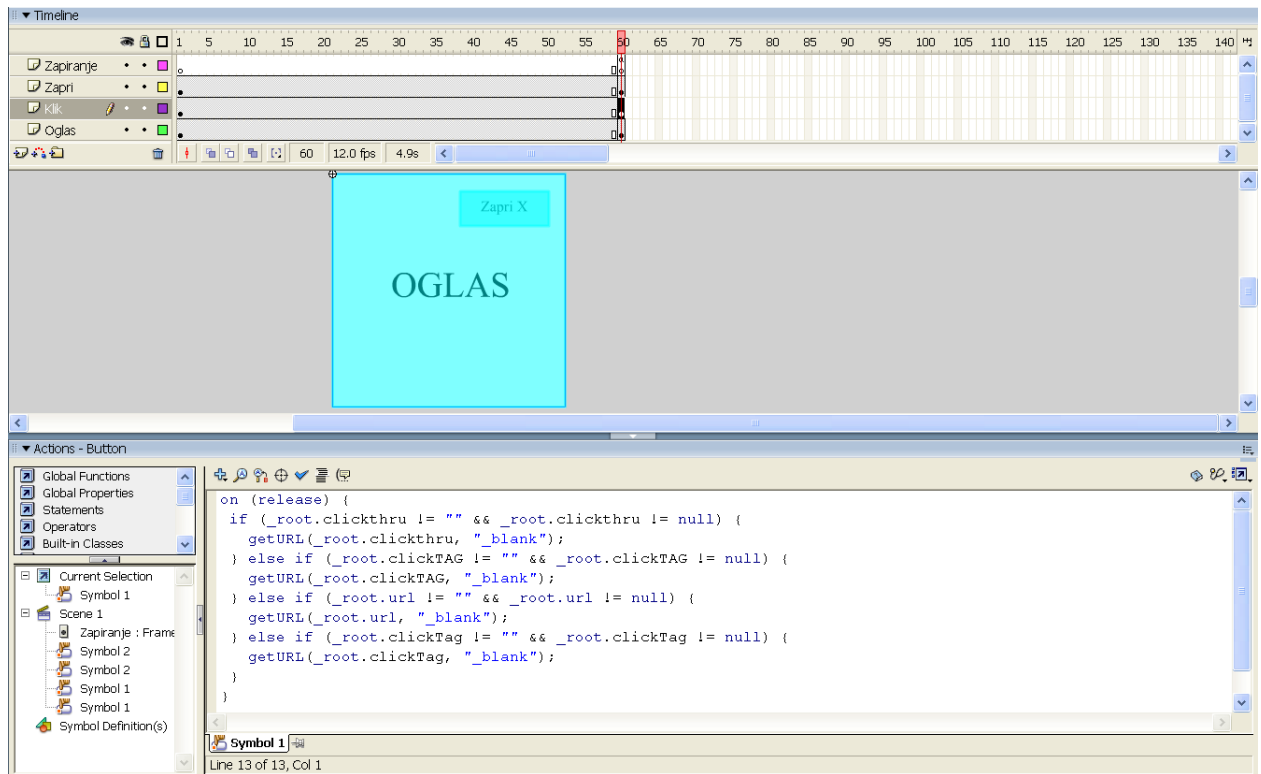 Timeline
1 5 10 15 20 25 30 35 40 45 50 55 60 65 70 75 80 85 90 95 100 105 110 115 120 125 130 135 140
Zapiranje
Zapri
Klik
Oglas
60 12.0 fps 4.9s
Zapri X
OGLAS
Actions - Button
Global Functions
Global Properties
Statements
Operators
Built-in Classes
Current Selection
Symbol 1
Scene 1
Zapiranje : Frame
Symbol 2
Symbol 2
Symbol 1
Symbol 1
Symbol Definition(s)
on (release) {
if (_root.clickthru != "" && _root.clickthru != null) {
getURL(_root.clickthru, "_blank");
} else if (_root.clickTAG != "" && _root.clickTAG != null) {
getURL(_root.clickTAG, "_blank");
} else if (_root.url != "" && _root.url != null) {
getURL(_root.url, "_blank");
} else if (_root.clickTag != "" && _root.clickTag != null) {
getURL(_root.clickTag, "_blank");
}
}
Symbol 1
Line 13 of 13, Col 1